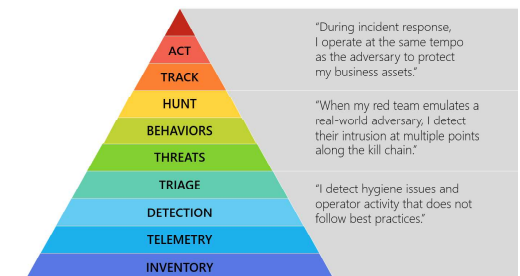 ACT
TRACK
HUNT
BEHAVIORS
THREATS
TRIAGE
DETECTION
TELEMETRY
INVENTORY
“During incident response,
I operate at the same tempo
as the adversary to protect
my business assets.”
“When my red team emulates a
real-world adversary, I detect
their intrusion at multiple points
along the kill chain.”
“I detect hygiene issues and
operator activity that does not
follow best practices.”